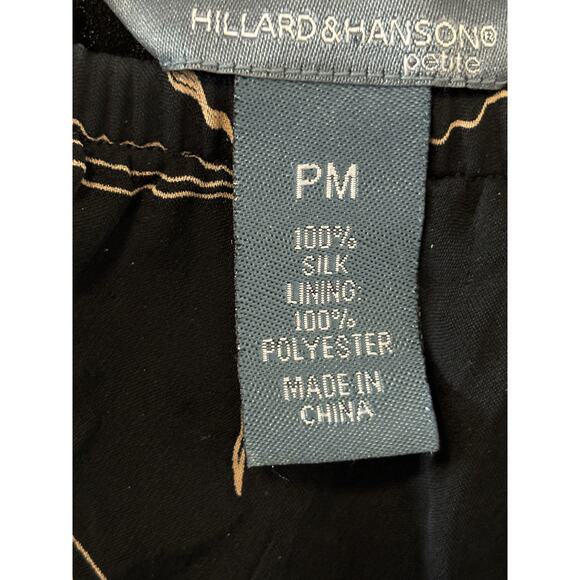 HILLARD & HANSON®
petite
PM
100%
SILK
LINING:
100%
POLYESTER
MADE IN
CHINA